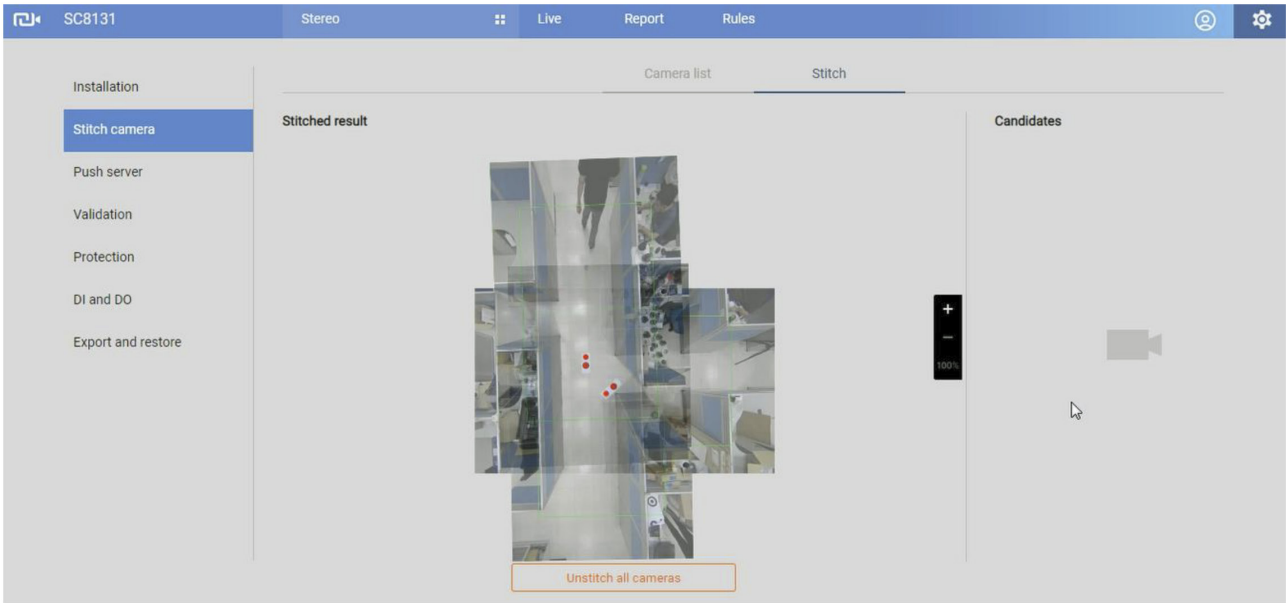 SC8131
Stereo
Live
Report
Rules
Installation
Stitch camera
Push server
Validation
Protection
DI and DO
Export and restore
Camera list
Stitch
Stitched result
Candidates
+
−
100%
Unstitch all cameras